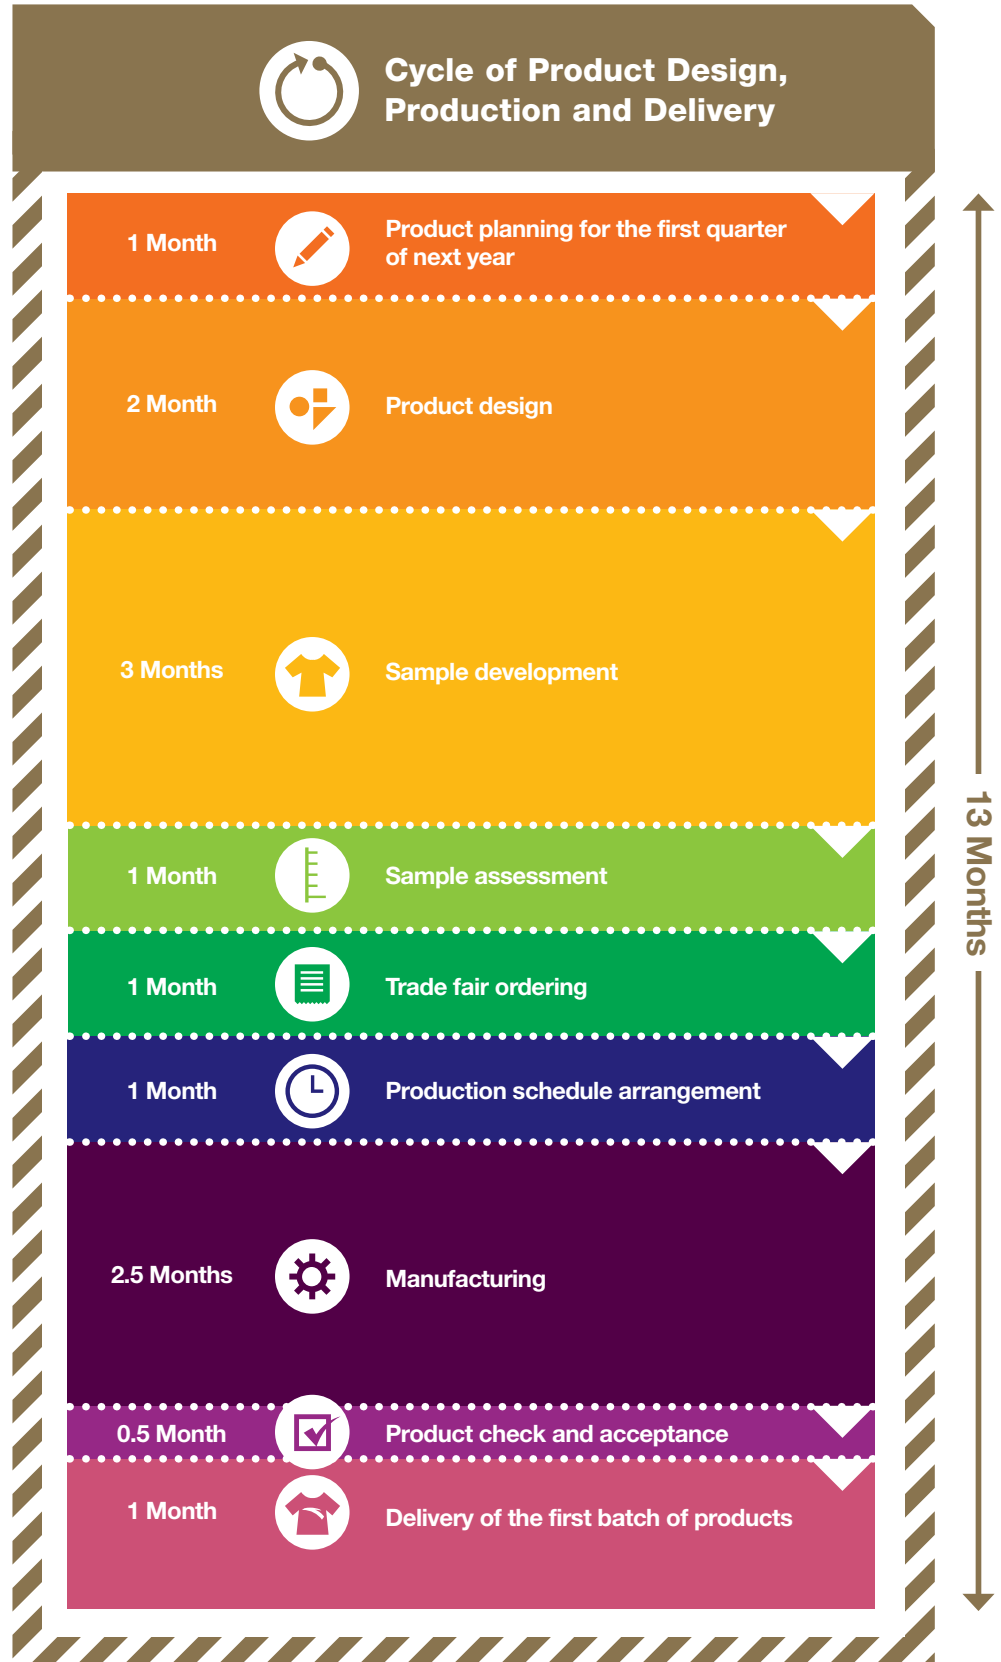 Cycle of Product Design,
Production and Delivery
1 Month
Product planning for the first quarter
of next year
2 Month
Product design
3 Months
Sample development
1 Month
Sample assessment
1 Month
Trade fair ordering
1 Month
Production schedule arrangement
2.5 Months
Manufacturing
0.5 Month
Product check and acceptance
1 Month
Delivery of the first batch of products
13 Months